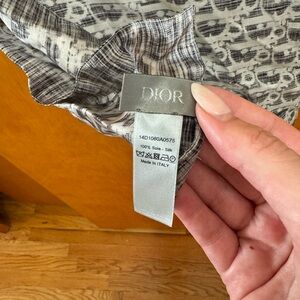 DIOR
14D1060A0575
100% Soie - Silk
Made in ITALY